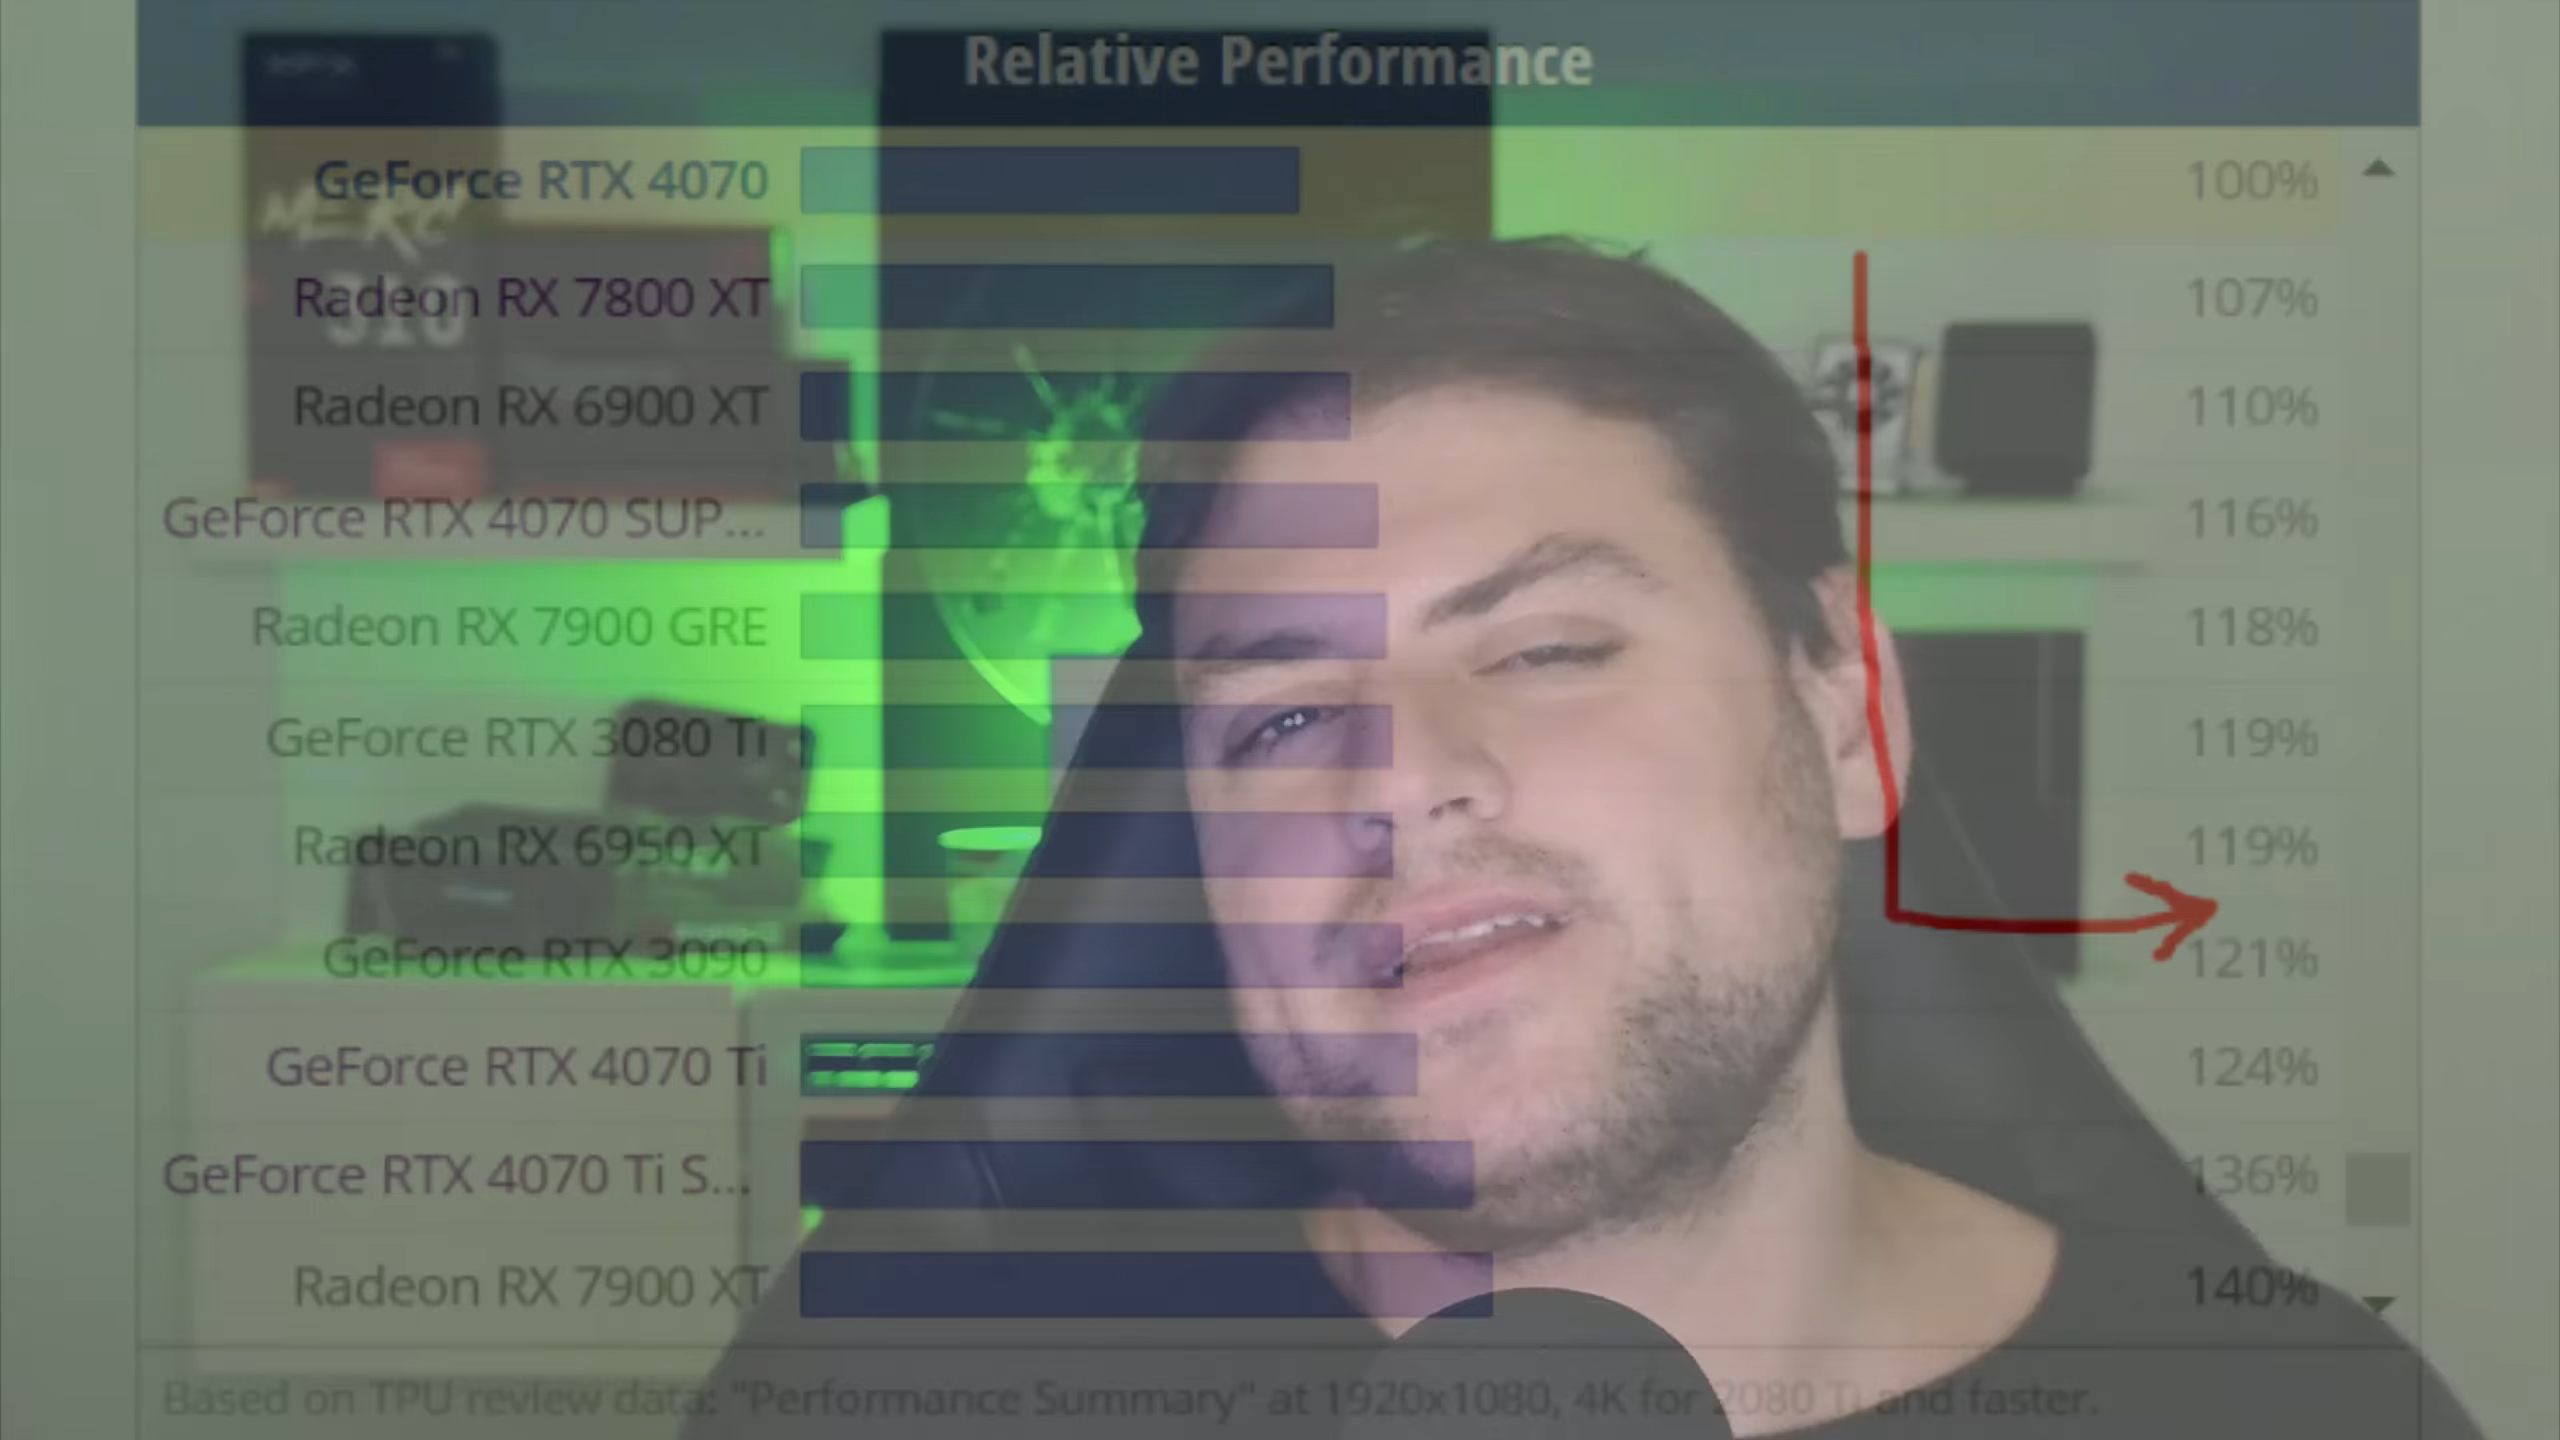 Relative Performance
GeForce RTX 4070 100%
Radeon RX 7800 XT 107%
Radeon RX 6900 XT 110%
GeForce RTX 4070 SUP... 116%
Radeon RX 7900 GRE 118%
GeForce RTX 3080 Ti 119%
Radeon RX 6950 XT 119%
GeForce RTX 3090 121%
GeForce RTX 4070 Ti 124%
GeForce RTX 4070 Ti S... 136%
Radeon RX 7900 XT 140%
Based on TPU review data: "Performance Summary" at 1920x1080, 4K for 2080 Ti and faster.
MERC
310